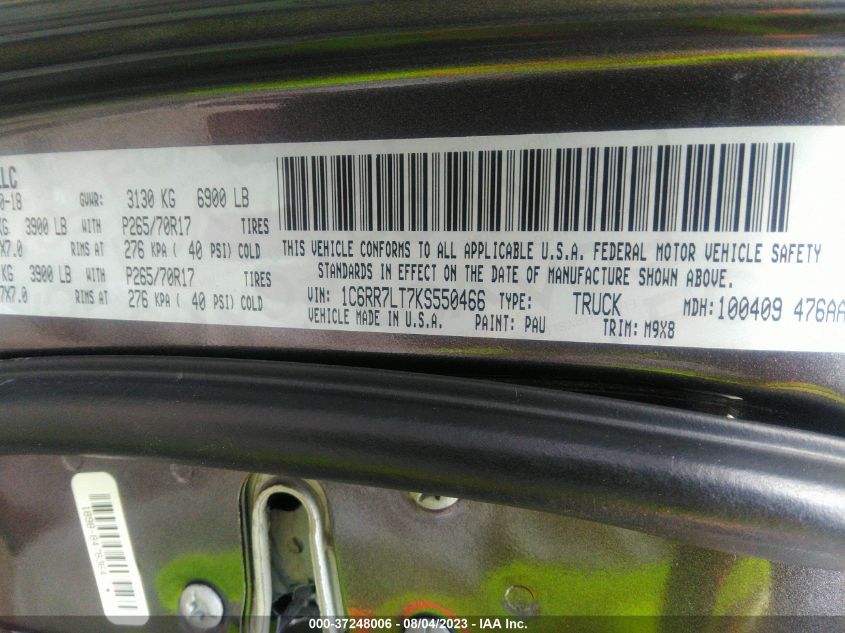 LLC
0-18 GVWR: 3130 KG 6900 LB
KG 3900 LB WITH P265/70R17 TIRES
X7.0 RIMS AT 276 KPA ( 40 PSI) COLD
KG 3900 LB WITH P265/70R17 TIRES
7X7.0 RIMS AT 276 KPA ( 40 PSI) COLD
THIS VEHICLE CONFORMS TO ALL APPLICABLE U.S.A. FEDERAL MOTOR VEHICLE SAFETY
STANDARDS IN EFFECT ON THE DATE OF MANUFACTURE SHOWN ABOVE.
VIN: 1C6RR7LT7KS550466 TYPE: TRUCK MDH:100409 476AA
VEHICLE MADE IN U.S.A. PAINT: PAU TRIM: M9X8
000-37248006 - 08/04/2023 - IAA Inc.